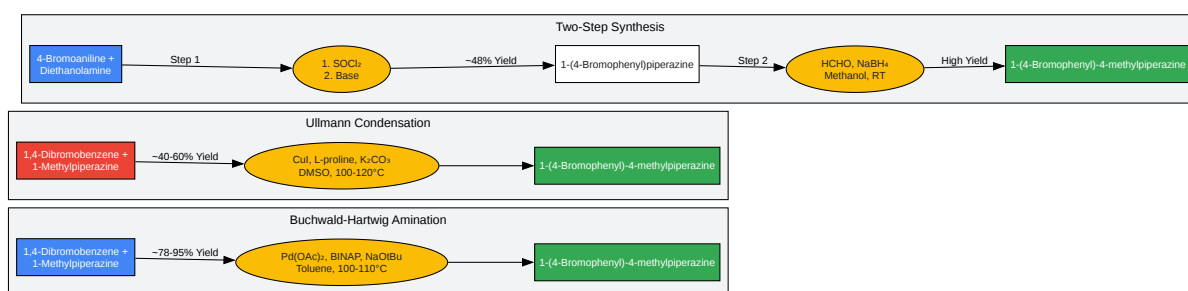 Two-Step Synthesis
4-Bromoaniline +
Diethanolamine
Step 1
1. SOCl₂
2. Base
~48% Yield
1-(4-Bromophenyl)piperazine
Step 2
HCHO, NaBH₄
Methanol, RT
High Yield
1-(4-Bromophenyl)-4-methylpiperazine
Ullmann Condensation
1,4-Dibromobenzene +
1-Methylpiperazine
~40-60% Yield
CuI, L-proline, K₂CO₃
DMSO, 100-120°C
1-(4-Bromophenyl)-4-methylpiperazine
Buchwald-Hartwig Amination
1,4-Dibromobenzene +
1-Methylpiperazine
~78-95% Yield
Pd(OAc)₂, BINAP, NaOtBu
Toluene, 100-110°C
1-(4-Bromophenyl)-4-methylpiperazine